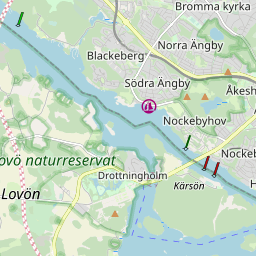 Bromma kyrka
Norra Ängby
Blackeberg
Södra Ängby
Åkesh
Nockebyhov
ovö naturreservat
Nockeb
Drottningholm
Kärsön
Lovön
H